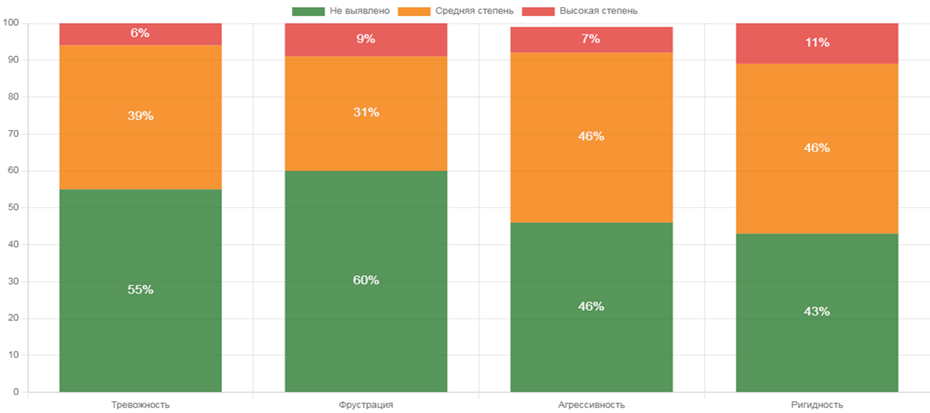 Не выявлено Средняя степень Высокая степень
100
6% 9% 7% 11%
90
80
39% 31% 46% 46%
70
60
50
40
55% 60% 46% 43%
30
20
10
0
Тревожность Фрустрация Агрессивность Ригидность